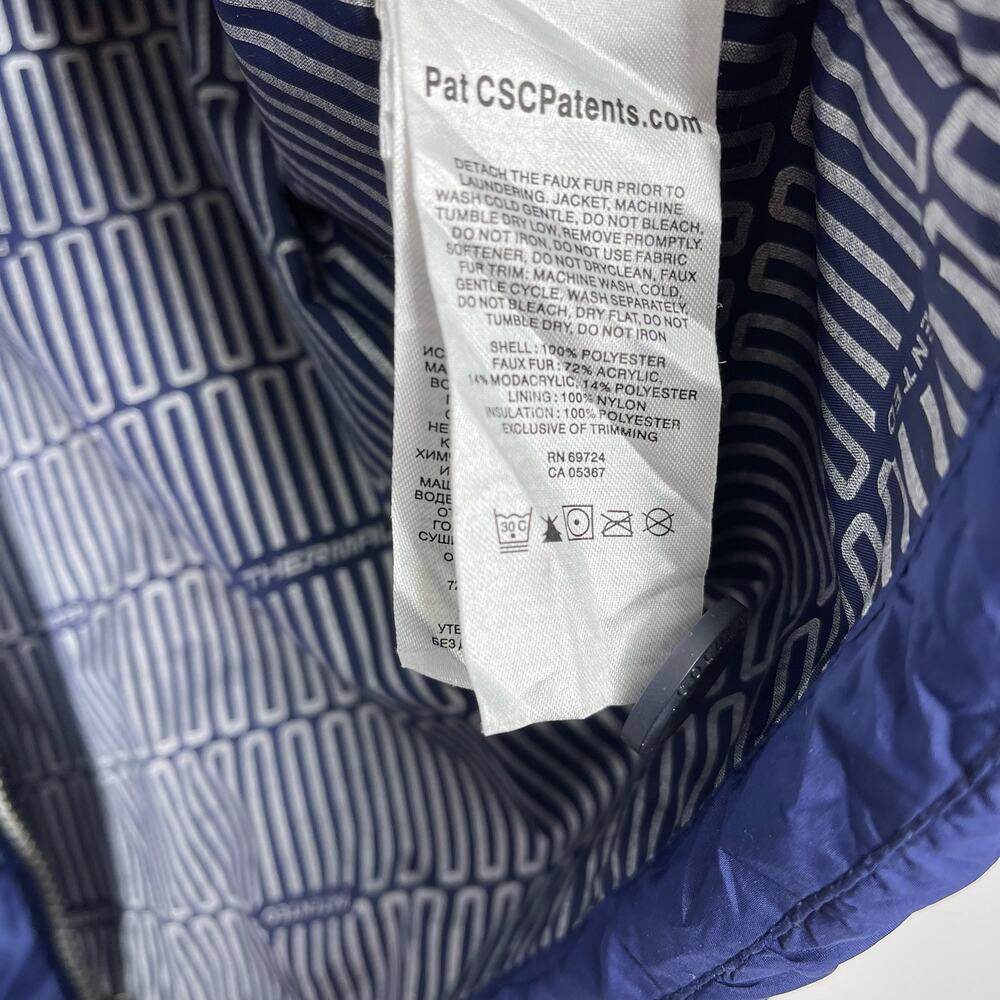 Pat CSCPatents.com
DETACH THE FAUX FUR PRIOR TO
LAUNDERING. JACKET, MACHINE
WASH COLD GENTLE, DO NOT BLEACH,
TUMBLE DRY LOW, REMOVE PROMPTLY.
DO NOT IRON, DO NOT USE FABRIC
SOFTENER, DO NOT DRYCLEAN, FAUX
FUR TRIM: MACHINE WASH, COLD,
GENTLE CYCLE, WASH SEPARATELY,
DO NOT BLEACH, DRY FLAT, DO NOT
TUMBLE DRY, DO NOT IRON
SHELL : 100% POLYESTER
FAUX FUR : 72% ACRYLIC,
14% MODACRYLIC, 14% POLYESTER
LINING : 100% NYLON
INSULATION : 100% POLYESTER
EXCLUSIVE OF TRIMMING
RN 69724
CA 05367
30 C